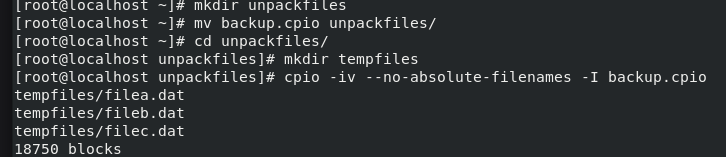 [root@localhost ~]# mkdir unpackfiles
[root@localhost ~]# mv backup.cpio unpackfiles/
[root@localhost ~]# cd unpackfiles/
[root@localhost unpackfiles]# mkdir tempfiles
[root@localhost unpackfiles]# cpio -iv --no-absolute-filenames -I backup.cpio
tempfiles/filea.dat
tempfiles/fileb.dat
tempfiles/filec.dat
18750 blocks